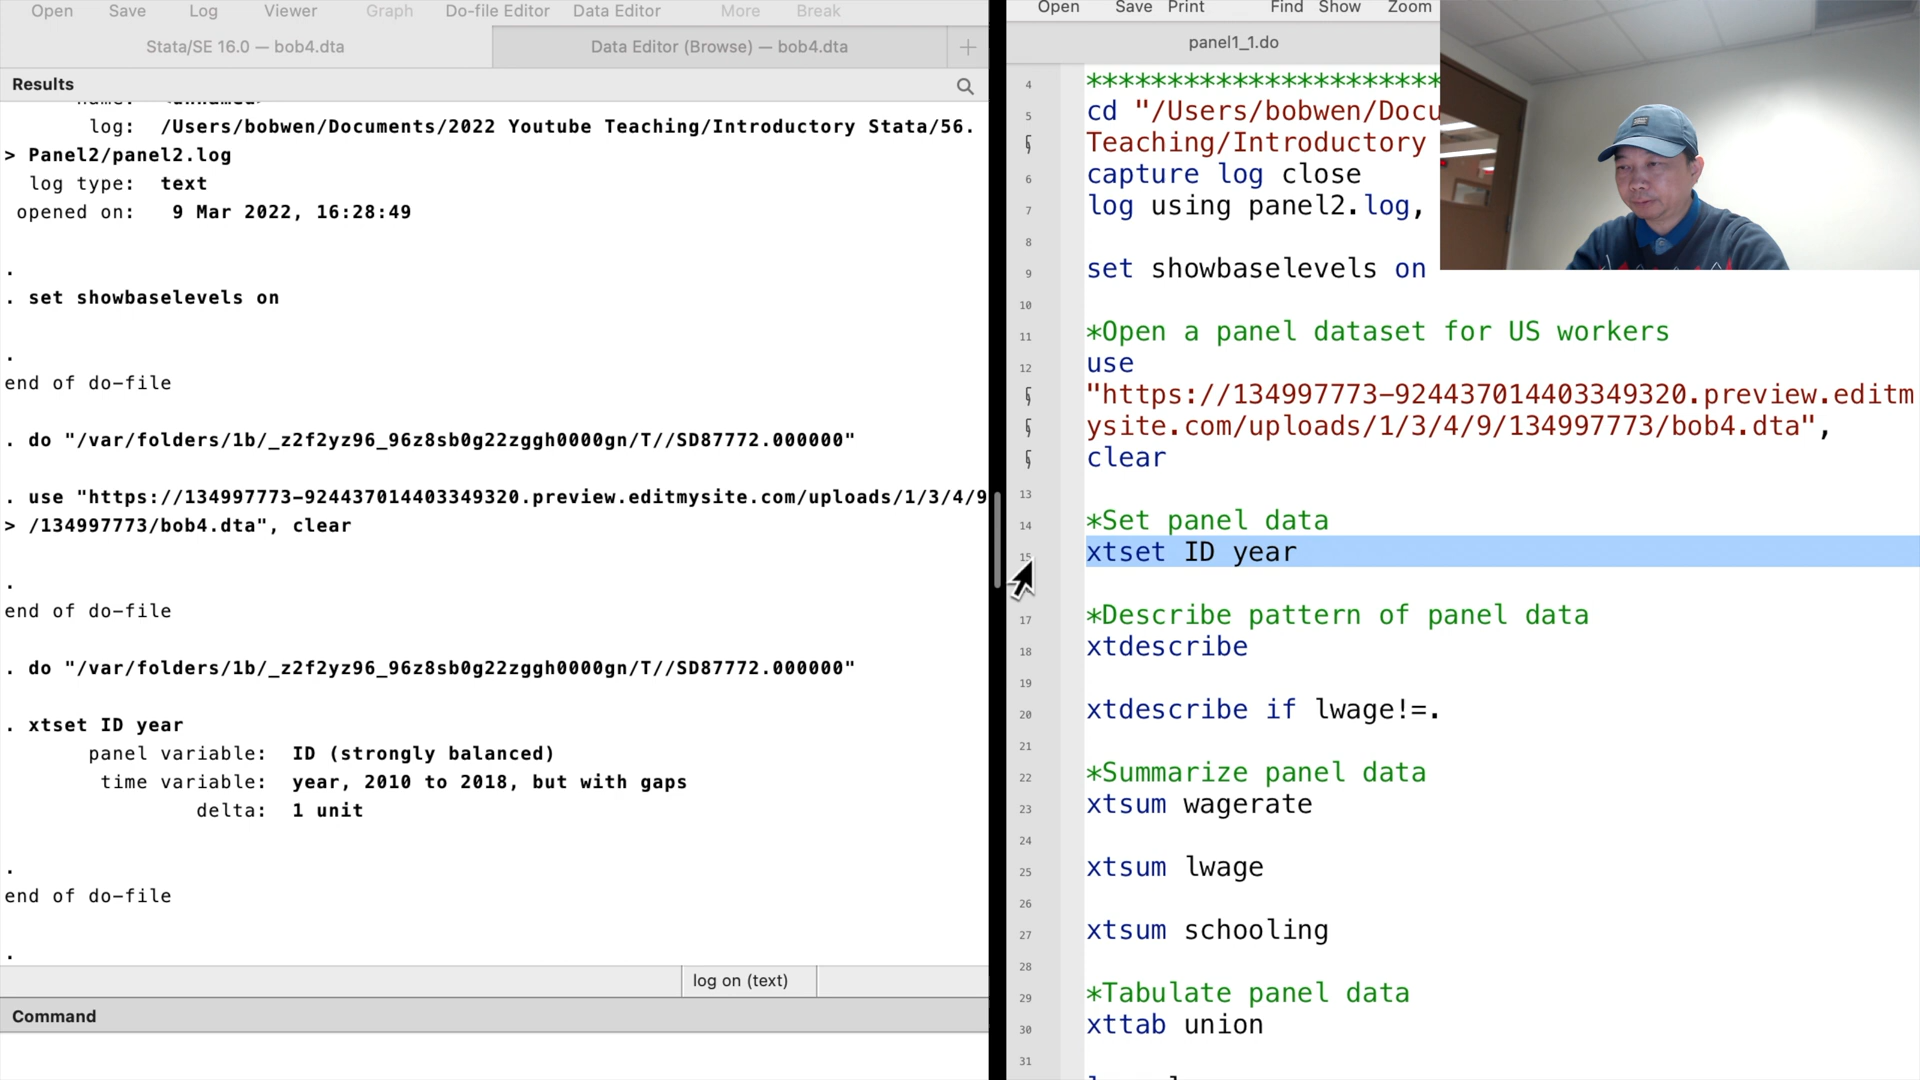 Open Save Log Viewer Graph Do-file Editor Data Editor More Break
Stata/SE 16.0 — bob4.dta
Data Editor (Browse) — bob4.dta
Results
name: <unnamed>
log: /Users/bobwen/Documents/2022 Youtube Teaching/Introductory Stata/56.
> Panel2/panel2.log
log type: text
opened on: 9 Mar 2022, 16:28:49
.
. set showbaselevels on
.
end of do-file
. do "/var/folders/1b/_z2f2yz96_96z8sb0g22zggh0000gn/T//SD87772.000000"
. use "https://134997773-924437014403349320.preview.editmysite.com/uploads/1/3/4/9
> /134997773/bob4.dta", clear
.
end of do-file
. do "/var/folders/1b/_z2f2yz96_96z8sb0g22zggh0000gn/T//SD87772.000000"
. xtset ID year
panel variable: ID (strongly balanced)
time variable: year, 2010 to 2018, but with gaps
delta: 1 unit
.
end of do-file
.
log on (text)
Command
Open Save Print Find Show Zoom
panel1_1.do
4 **********************
5 cd "/Users/bobwen/Docu
Teaching/Introductory
6 capture log close
7 log using panel2.log,
8
9 set showbaselevels on
10
11 *Open a panel dataset for US workers
12 use
"https://134997773-924437014403349320.preview.editm
ysite.com/uploads/1/3/4/9/134997773/bob4.dta",
clear
13
14 *Set panel data
15 xtset ID year
17 *Describe pattern of panel data
18 xtdescribe
19
20 xtdescribe if lwage!=.
21
22 *Summarize panel data
23 xtsum wagerate
24
25 xtsum lwage
26
27 xtsum schooling
28
29 *Tabulate panel data
30 xttab union
31